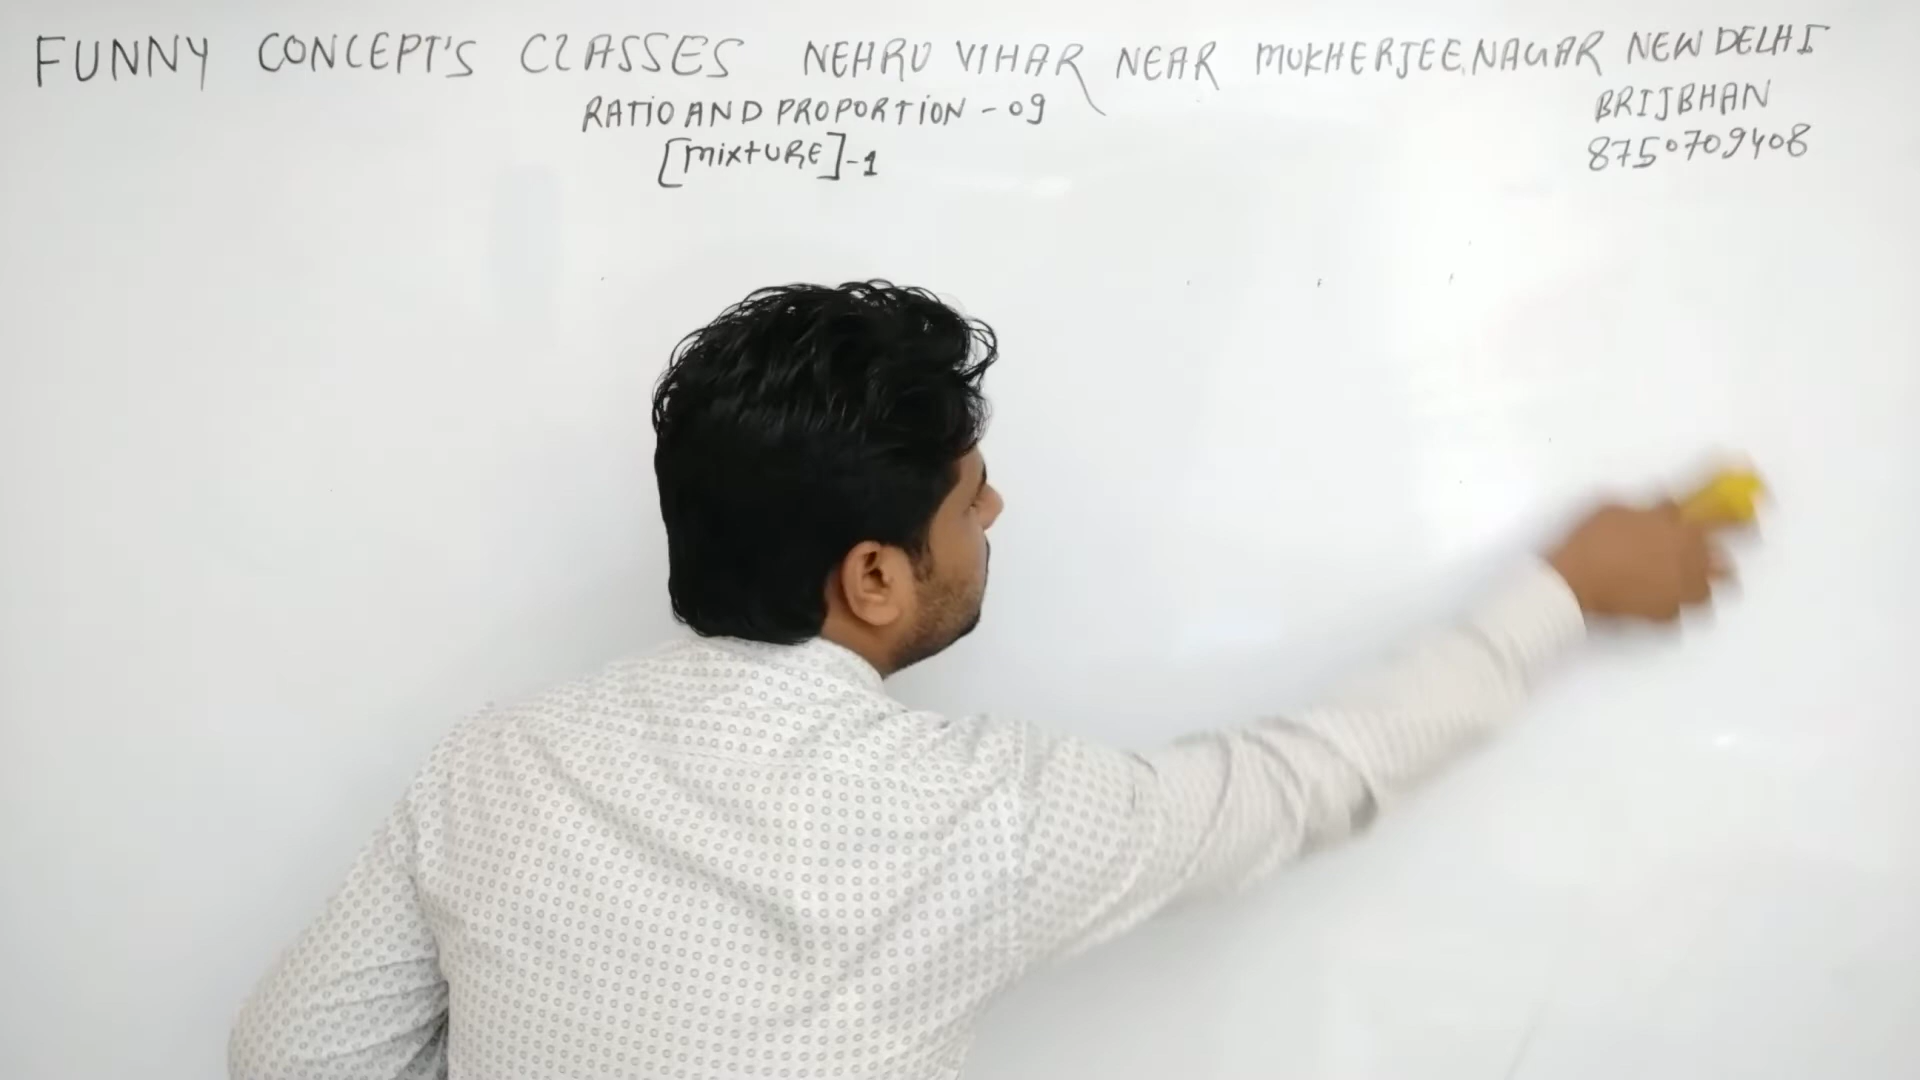 FUNNY CONCEPT'S CLASSES NEHRU VIHAR NEAR MUKHERJEE NAGAR NEW DELHI
RATIO AND PROPORTION - 09
[MIXTURE]-1
BRIJBHAN
8750709408